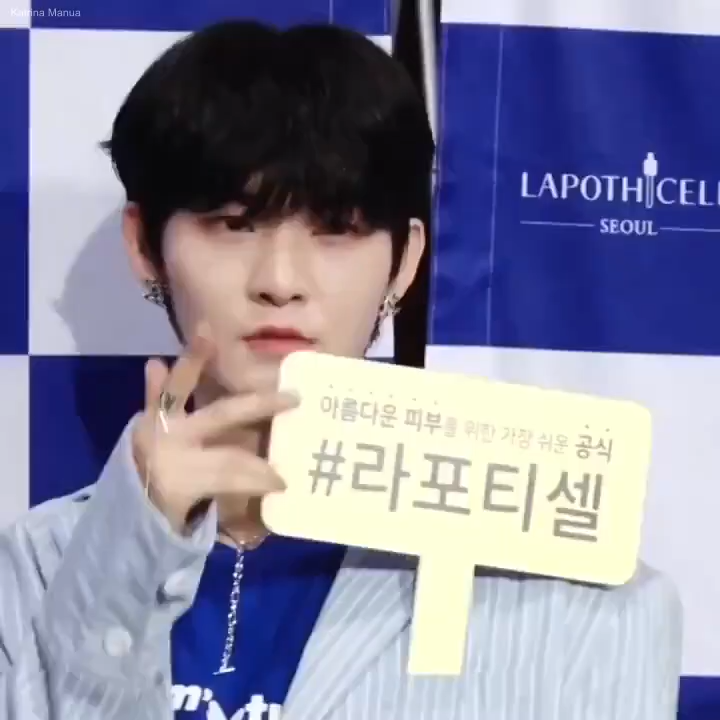 Katrina Manua
LAPOTHICELL
SEOUL
아름다운 피부를 위한 가장 쉬운 공식
#라포티셀